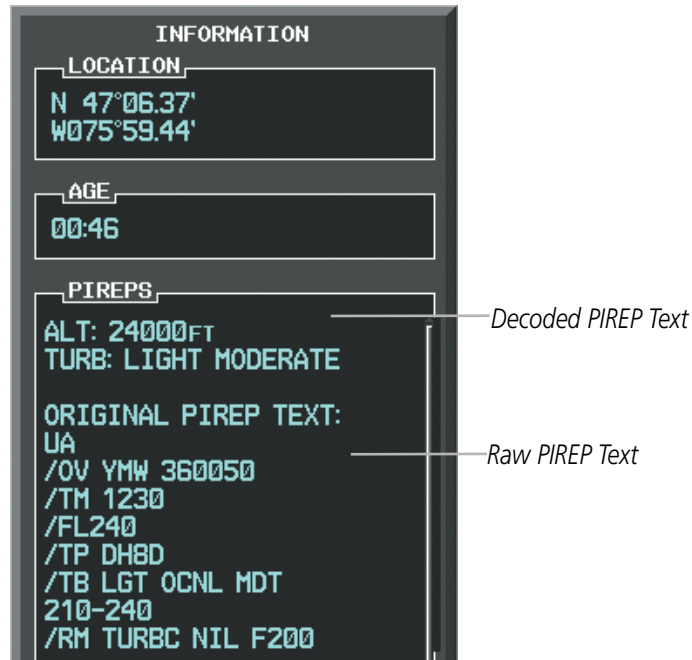 INFORMATION
LOCATION
N 47°06.37'
W075°59.44'
AGE
00:46
PIREPS
ALT: 24000FT
TURB: LIGHT MODERATE
ORIGINAL PIREP TEXT:
UA
/OV YMW 360050
/TM 1230
/FL240
/TP DH8D
/TB LGT OCNL MDT
210-240
/RM TURBC NIL F200
Decoded PIREP Text
Raw PIREP Text